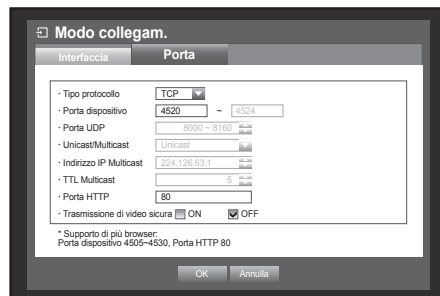 Modo collegam.
Interfaccia Porta
· Tipo protocollo TCP
· Porta dispositivo 4520 ~ 4524
· Porta UDP 8000 ~ 8160
· Unicast/Multicast Unicast
· Indirizzo IP Multicast 224.126.63.1
· TTL Multicast 5
· Porta HTTP 80
· Trasmissione di video sicura ON OFF
* Supporto di più browser:
Porta dispositivo 4505~4530, Porta HTTP 80
OK Annulla